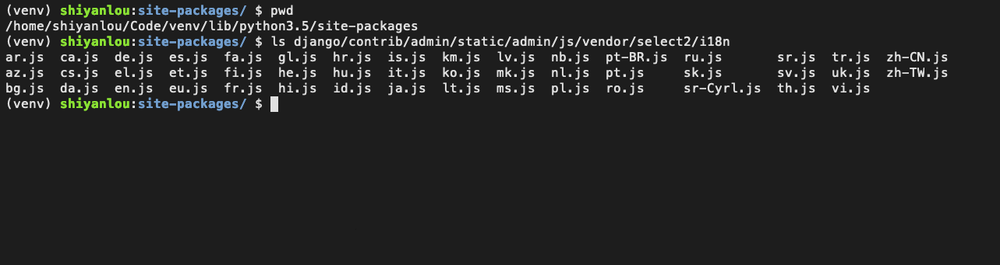 (venv) shiyanlou:site-packages/ $ pwd
/home/shiyanlou/Code/venv/lib/python3.5/site-packages
(venv) shiyanlou:site-packages/ $ ls django/contrib/admin/static/admin/js/vendor/select2/i18n
ar.js  ca.js  de.js  es.js  fa.js  gl.js  hr.js  is.js  km.js  lv.js  nb.js  pt-BR.js  ru.js       sr.js  tr.js  zh-CN.js
az.js  cs.js  el.js  et.js  fi.js  he.js  hu.js  it.js  ko.js  mk.js  nl.js  pt.js     sk.js       sv.js  uk.js  zh-TW.js
bg.js  da.js  en.js  eu.js  fr.js  hi.js  id.js  ja.js  lt.js  ms.js  pl.js  ro.js     sr-Cyrl.js  th.js  vi.js
(venv) shiyanlou:site-packages/ $